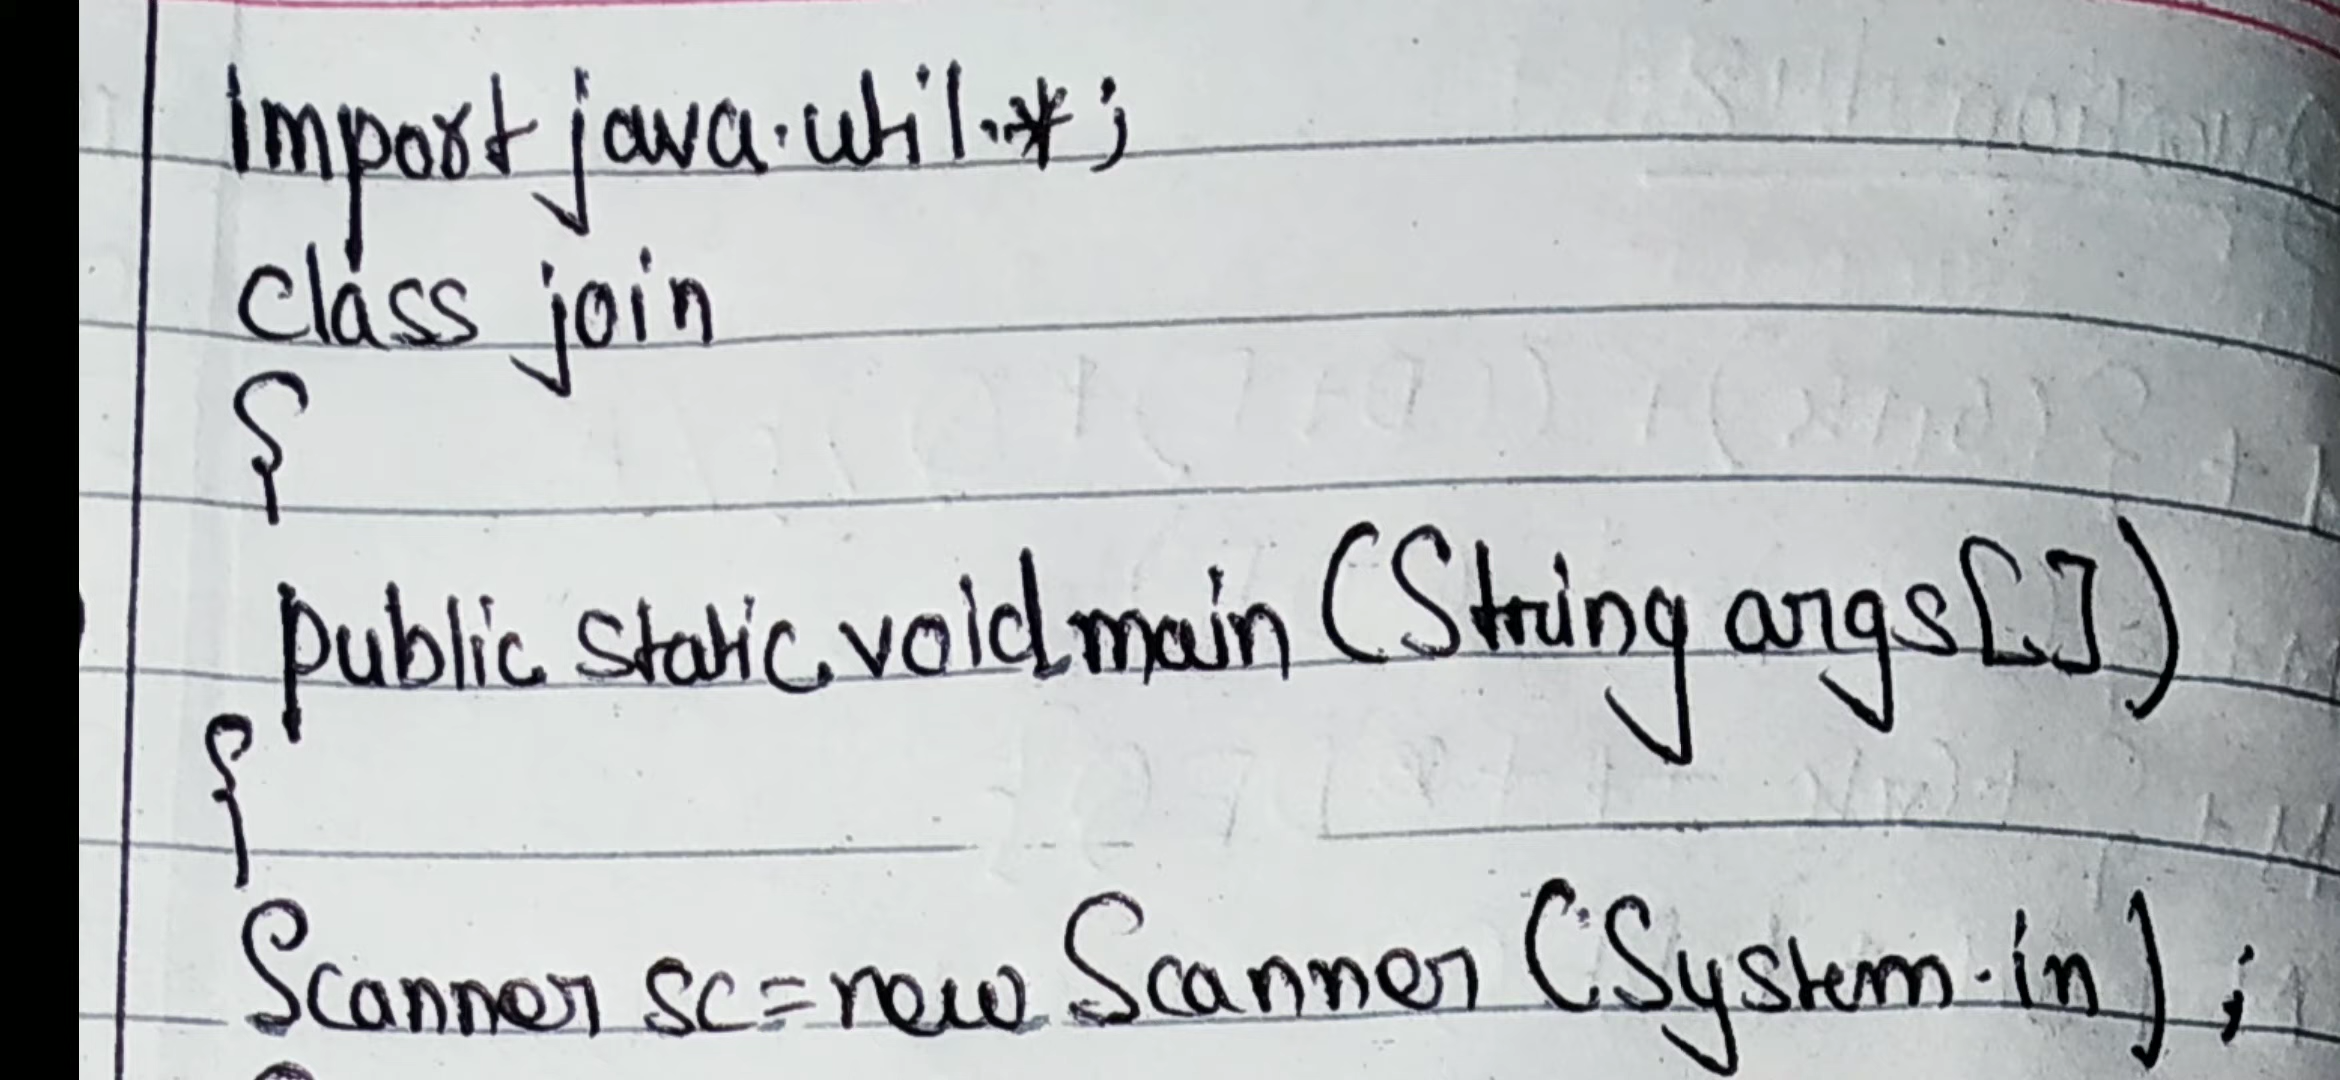 import java.util.*;
class join
{
public static void main (String args[])
{
Scanner sc=new Scanner (System.in);